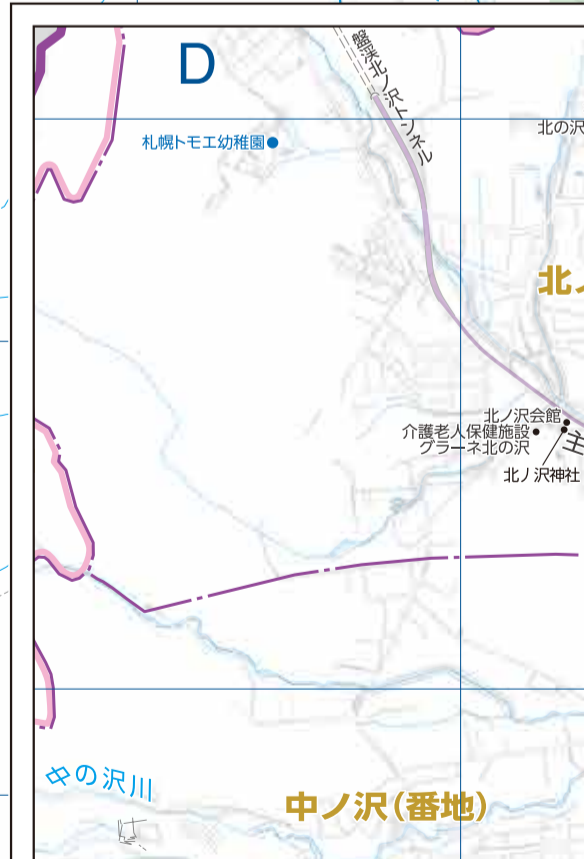 D
盤渓北ノ沢トンネル
札幌トモエ幼稚園
北の沢
北ノ
北ノ沢会館
介護老人保健施設
グラーネ北の沢
主
北ノ沢神社
中の沢川
中ノ沢(番地)